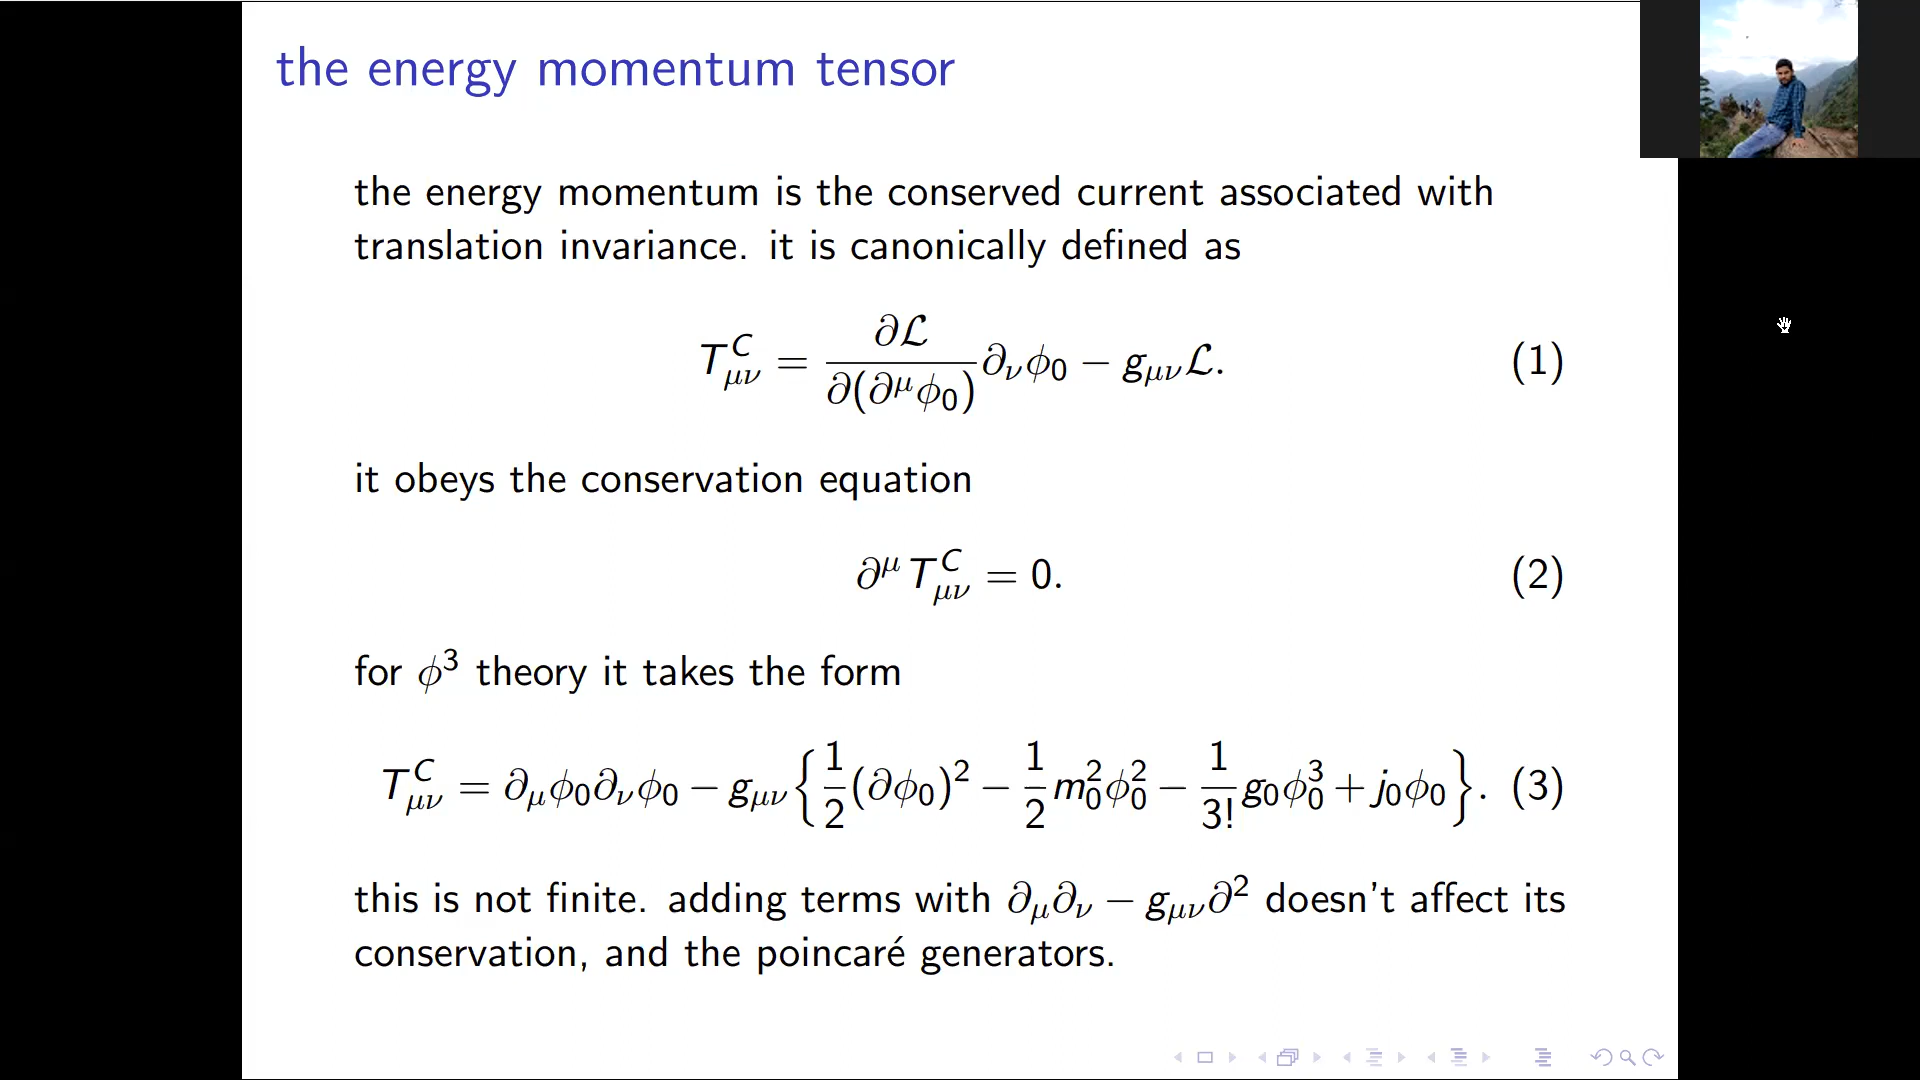 the energy momentum tensor
the energy momentum is the conserved current associated with
translation invariance. it is canonically defined as
T^C_{μν} = \frac{∂ℒ}{∂(∂^μ ϕ_0)} ∂_ν ϕ_0 − g_{μν} ℒ. (1)
it obeys the conservation equation
∂^μ T^C_{μν} = 0. (2)
for ϕ^3 theory it takes the form
T^C_{μν} = ∂_μ ϕ_0 ∂_ν ϕ_0 − g_{μν} { \frac{1}{2} (∂ϕ_0)^2 − \frac{1}{2} m_0^2 ϕ_0^2 − \frac{1}{3!} g_0 ϕ_0^3 + j_0 ϕ_0 }. (3)
this is not finite. adding terms with ∂_μ ∂_ν − g_{μν} ∂^2 doesn't affect its
conservation, and the poincaré generators.